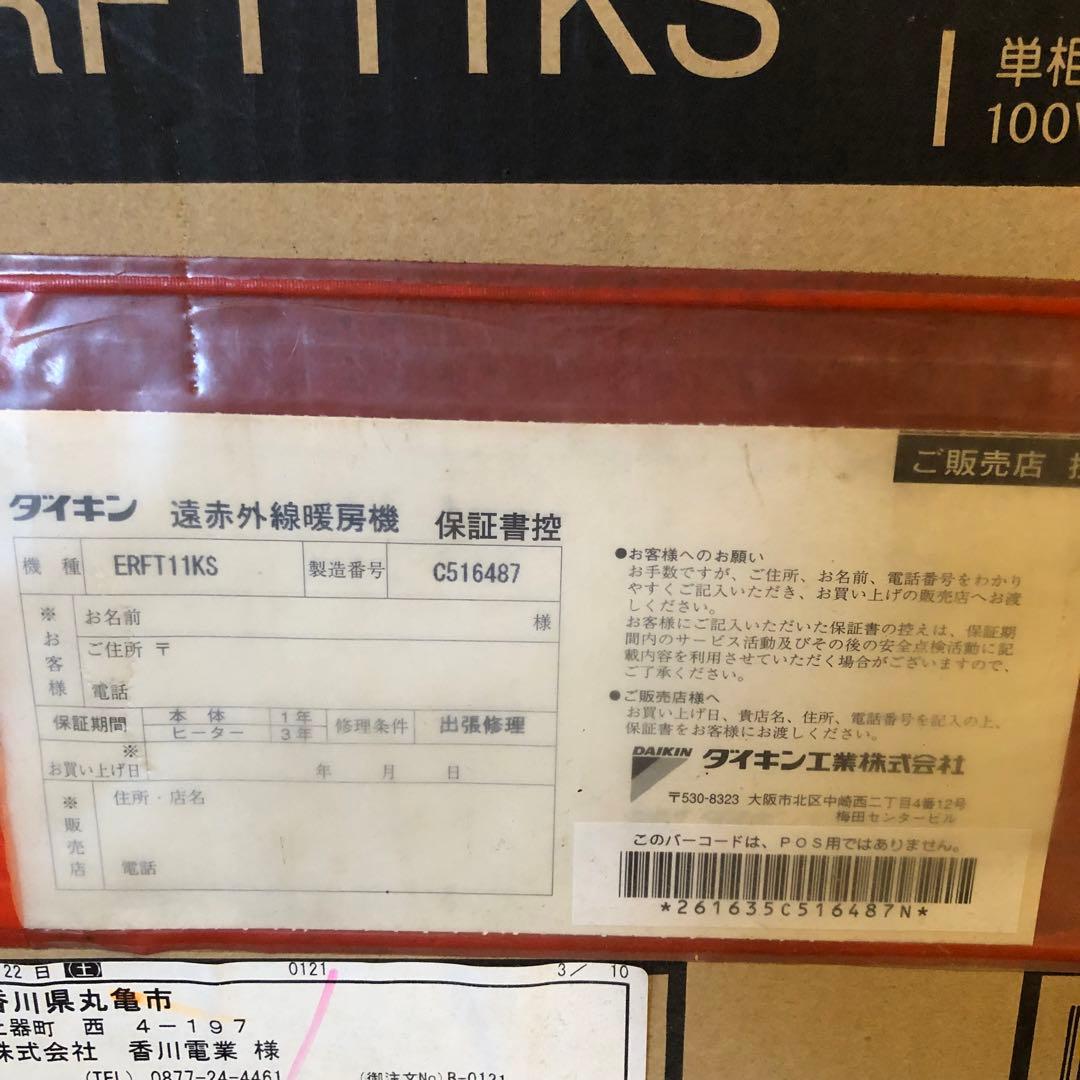 RFT11KS
単相
100V
ご販売店
ダイキン 遠赤外線暖房機 保証書控
機 種 ERFT11KS 製造番号 C516487
※お客様
お名前 様
ご住所 〒
電話
保証期間 本 体 1年 修理条件 出張修理
ヒーター 3年
※
お買い上げ日 年 月 日
※販売店
住所・店名
電話
●お客様へのお願い
お手数ですが、ご住所、お名前、電話番号をわかり
やすくご記入いただき、お買い上げの販売店へお渡
しください。
お客様にご記入いただいた保証書の控えは、保証期
間内のサービス活動及びその後の安全点検活動に記
載内容を利用させていただく場合がございますので、
ご了承ください。
●ご販売店様へ
お買い上げ日、貴店名、住所、電話番号を記入の上、
保証書をお客様にお渡しください。
DAIKIN ダイキン工業株式会社
〒530-8323 大阪市北区中崎西二丁目4番12号
梅田センタービル
このバーコードは、POS用ではありません。
*261635C516487N*
22日(土) 0121 3/ 10
香川県丸亀市
土器町 西 4-197
株式会社 香川電業 様
(TEL) 0877-24-4461 (御注文No) B-0121